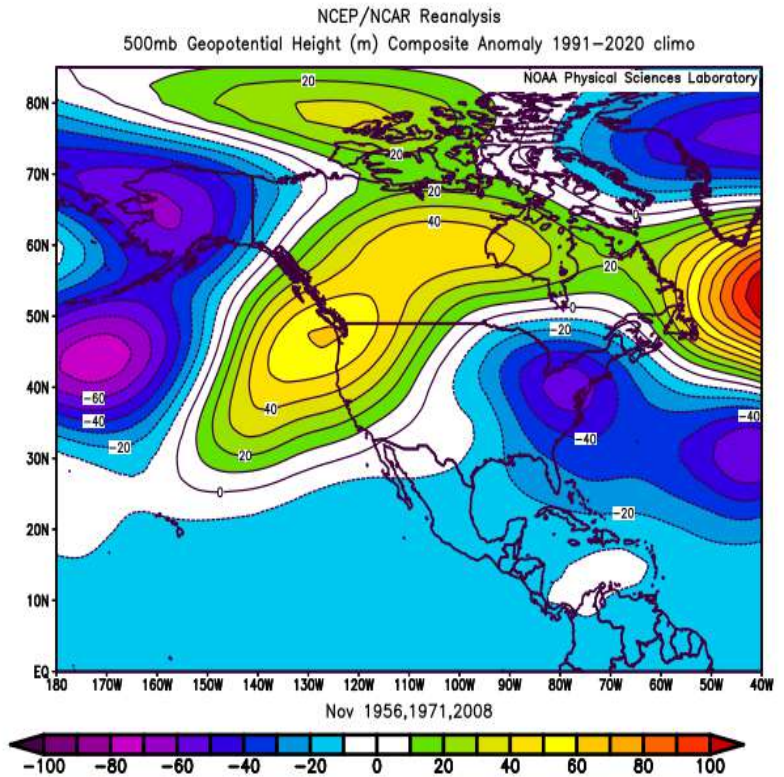 NCEP/NCAR Reanalysis
500mb Geopotential Height (m) Composite Anomaly 1991−2020 climo
NOAA Physical Sciences Laboratory
80N
70N
60N
50N
40N
30N
20N
10N
EQ
20
20
20
0
40
20
0
−20
−60
−40
−20
40
20
0
−40
−40
−20
180 170W 160W 150W 140W 130W 120W 110W 100W 90W 80W 70W 60W 50W 40W
Nov 1956,1971,2008
−100 −80 −60 −40 −20 0 20 40 60 80 100